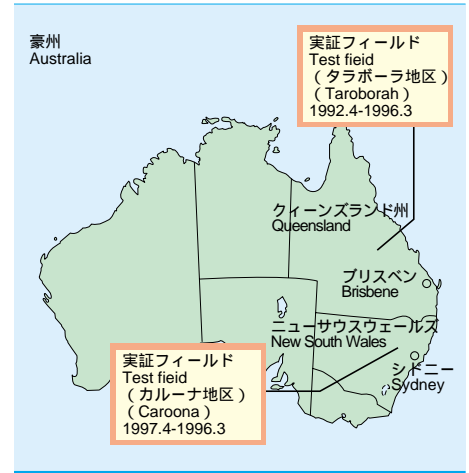 豪州
Australia
実証フィールド
Test fieid
（タラボーラ地区）
（Taroborah）
1992.4-1996.3
クィーンズランド州
Queensland
ブリスベン
Brisbene
ニューサウスウェールズ
New South Wales
シドニー
Sydney
実証フィールド
Test fieid
（カルーナ地区）
（Caroona）
1997.4-1996.3